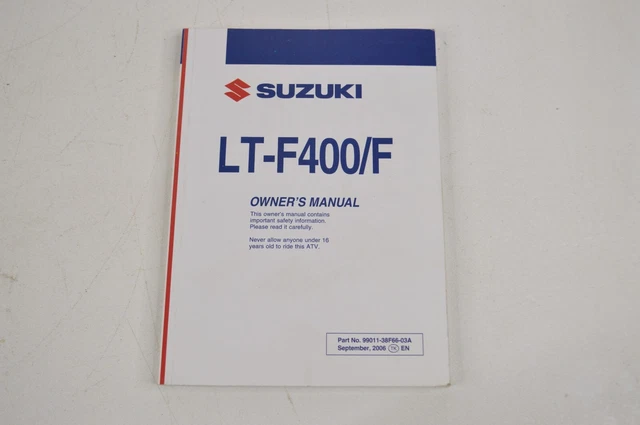 SUZUKI
LT-F400/F
OWNER'S MANUAL
This owner's manual contains
important safety information.
Please read it carefully.
Never allow anyone under 16
years old to ride this ATV.
Part No. 99011-38F66-03A
September, 2006 EN